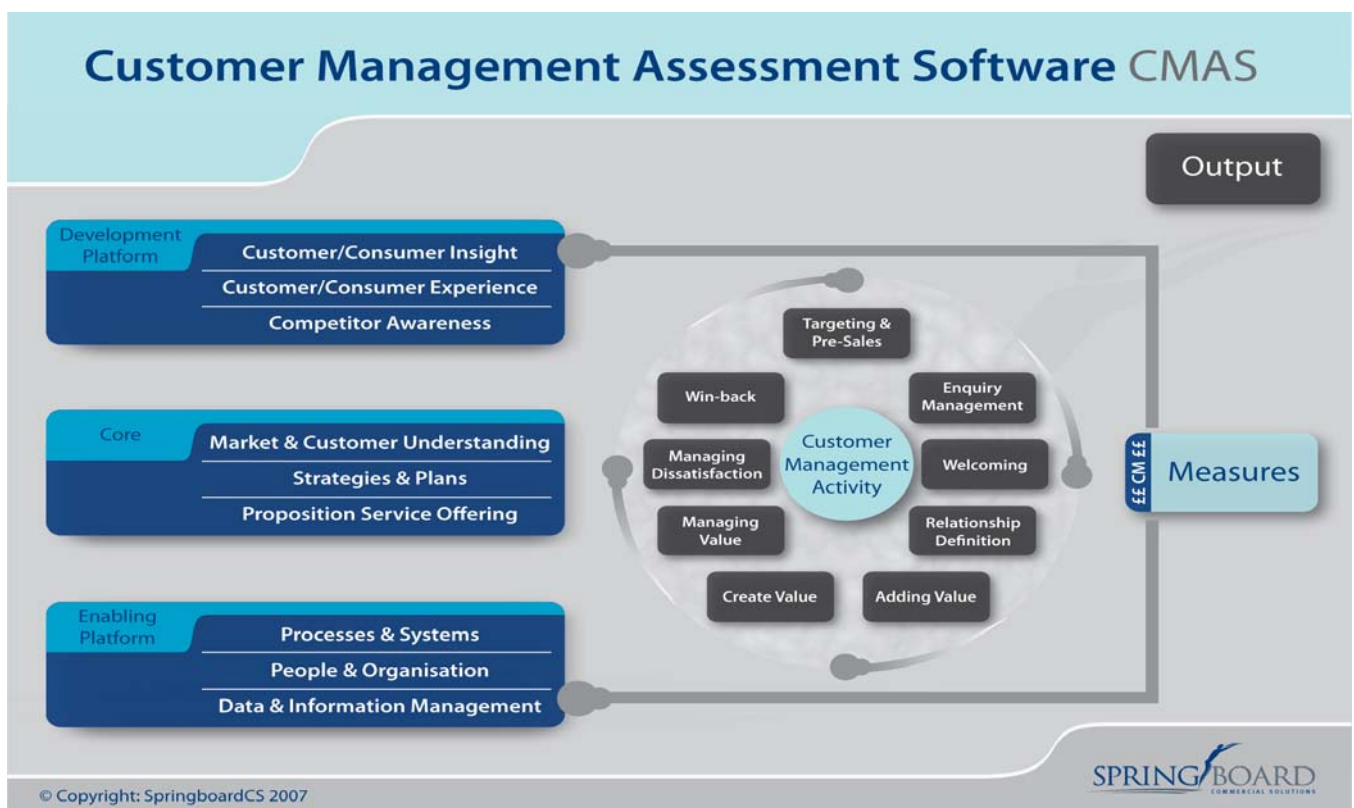 Customer Management Assessment Software CMAS
Output
Development
Platform
Customer/Consumer Insight
Customer/Consumer Experience
Competitor Awareness
Core
Market & Customer Understanding
Strategies & Plans
Proposition Service Offering
Enabling
Platform
Processes & Systems
People & Organisation
Data & Information Management
Targeting &
Pre-Sales
Enquiry
Management
Welcoming
Relationship
Definition
Adding Value
Create Value
Managing
Value
Managing
Dissatisfaction
Win-back
Customer
Management
Activity
££ CM ££
Measures
SPRINGBOARD
COMMERCIAL SOLUTIONS
© Copyright: SpringboardCS 2007